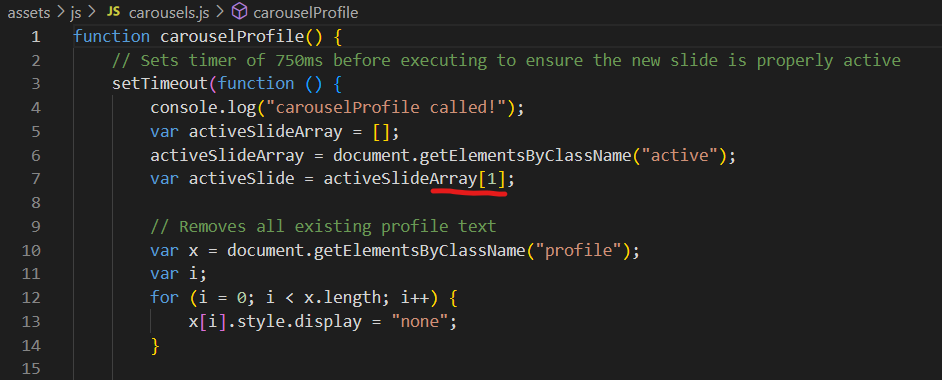 assets > js > JS carousels.js > carouselProfile
1 function carouselProfile() {
2 // Sets timer of 750ms before executing to ensure the new slide is properly active
3 setTimeout(function () {
4 console.log("carouselProfile called!");
5 var activeSlideArray = [];
6 activeSlideArray = document.getElementsByClassName("active");
7 var activeSlide = activeSlideArray[1];
8
9 // Removes all existing profile text
10 var x = document.getElementsByClassName("profile");
11 var i;
12 for (i = 0; i < x.length; i++) {
13 x[i].style.display = "none";
14 }
15